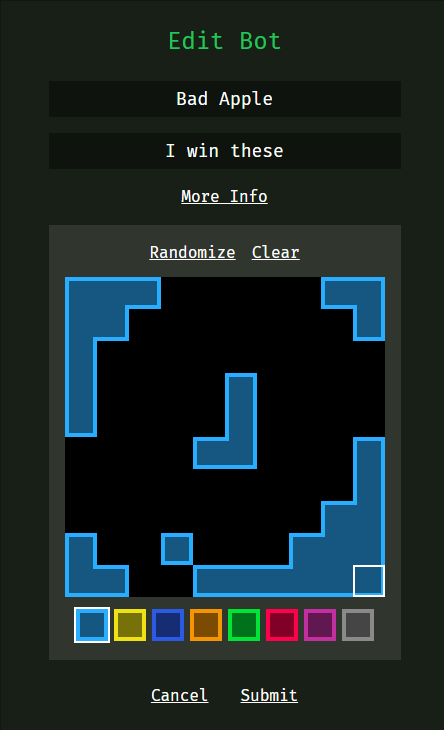 Edit Bot
Bad Apple
I win these
More Info
Randomize Clear
Cancel Submit